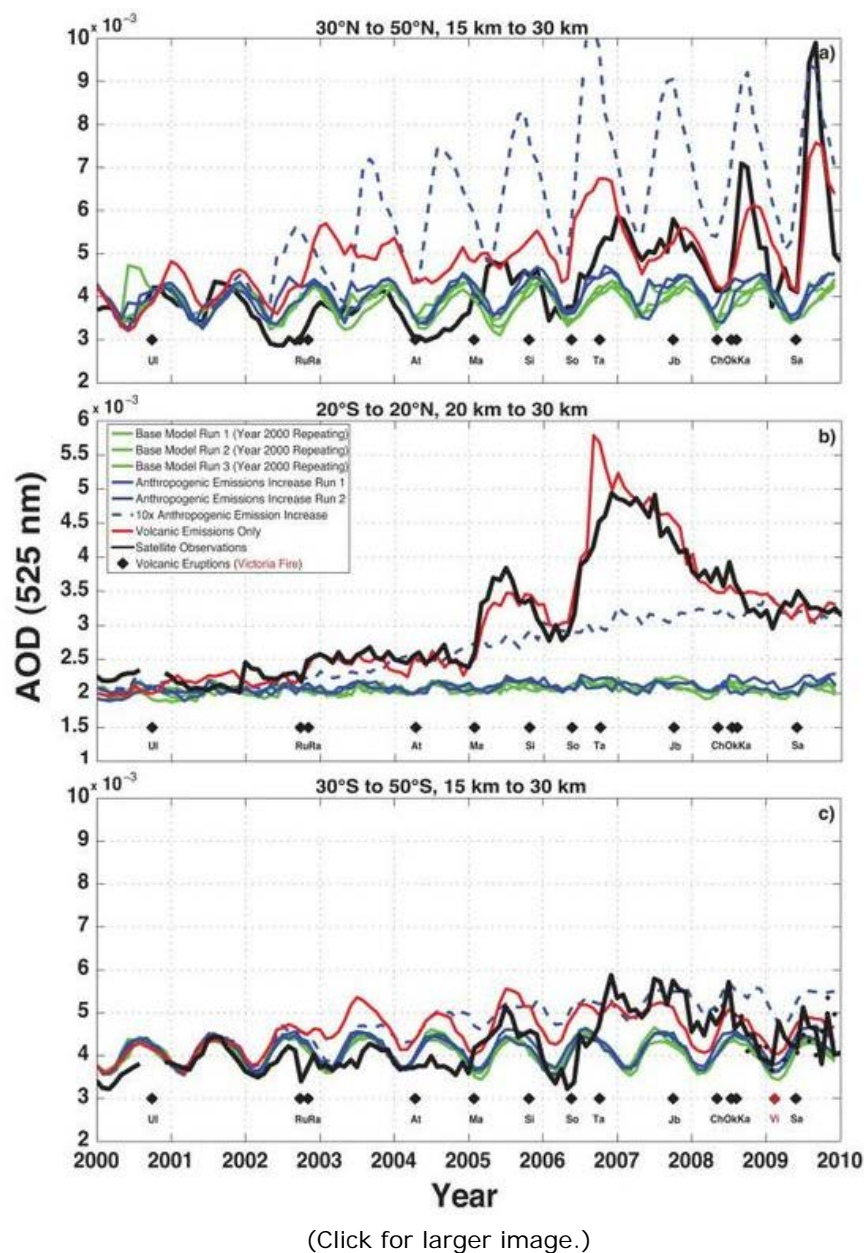 10 x 10⁻³
30°N to 50°N, 15 km to 30 km
a)
9
8
7
6
5
4
3
2
Ul RuRa At Ma Si So Ta Jb ChOkKa Sa
x 10⁻³
20°S to 20°N, 20 km to 30 km
6
b)
5.5
5
4.5
4
3.5
3
2.5
2
1.5
1
Base Model Run 1 (Year 2000 Repeating)
Base Model Run 2 (Year 2000 Repeating)
Base Model Run 3 (Year 2000 Repeating)
Anthropogenic Emissions Increase Run 1
Anthropogenic Emissions Increase Run 2
10x Anthropogenic Emission Increase
Volcanic Emissions Only
Satellite Observations
Volcanic Eruptions (Victoria Fire)
Ul RuRa At Ma Si So Ta Jb ChOkKa Sa
AOD (525 nm)
10 x 10⁻³
30°S to 50°S, 15 km to 30 km
c)
9
8
7
6
5
4
3
2
Ul RuRa At Ma Si So Ta Jb ChOkKa Vi Sa
2000 2001 2002 2003 2004 2005 2006 2007 2008 2009 2010
Year
(Click for larger image.)